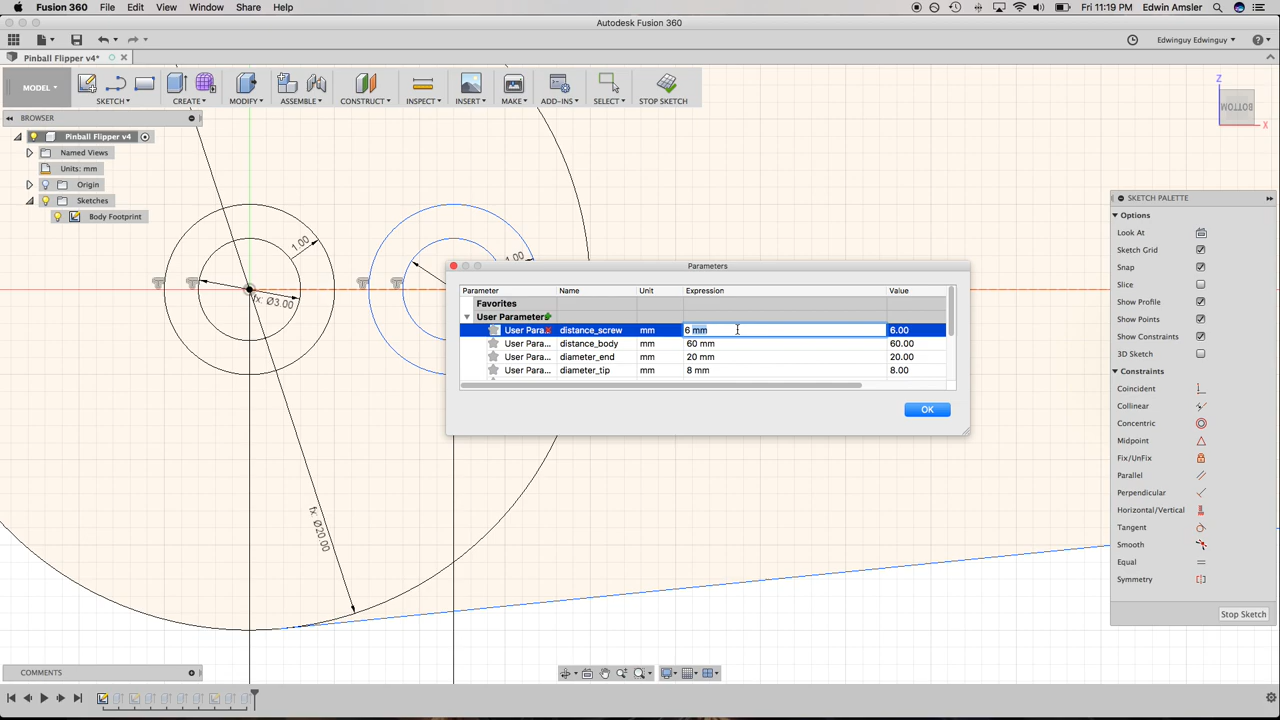 Fusion 360 File Edit View Window Share Help
Fri 11:19 PM Edwin Amsler
Autodesk Fusion 360
Edwinguy Edwinguy
Pinball Flipper v4*
MODEL
SKETCH CREATE MODIFY ASSEMBLE CONSTRUCT INSPECT INSERT MAKE ADD-INS SELECT STOP SKETCH
BROWSER
Pinball Flipper v4
Named Views
Units: mm
Origin
Sketches
Body Footprint
Z
BOTTOM
X
1.00
1.00
fx: Ø3.00
fx: Ø20.00
Parameters
Parameter Name Unit Expression Value
Favorites
User Parameters
User Para... distance_screw mm 6 mm 6.00
User Para... distance_body mm 60 mm 60.00
User Para... diameter_end mm 20 mm 20.00
User Para... diameter_tip mm 8 mm 8.00
OK
SKETCH PALETTE
Options
Look At
Sketch Grid
Snap
Slice
Show Profile
Show Points
Show Constraints
3D Sketch
Constraints
Coincident
Collinear
Concentric
Midpoint
Fix/UnFix
Parallel
Perpendicular
Horizontal/Vertical
Tangent
Smooth
Equal
Symmetry
Stop Sketch
COMMENTS